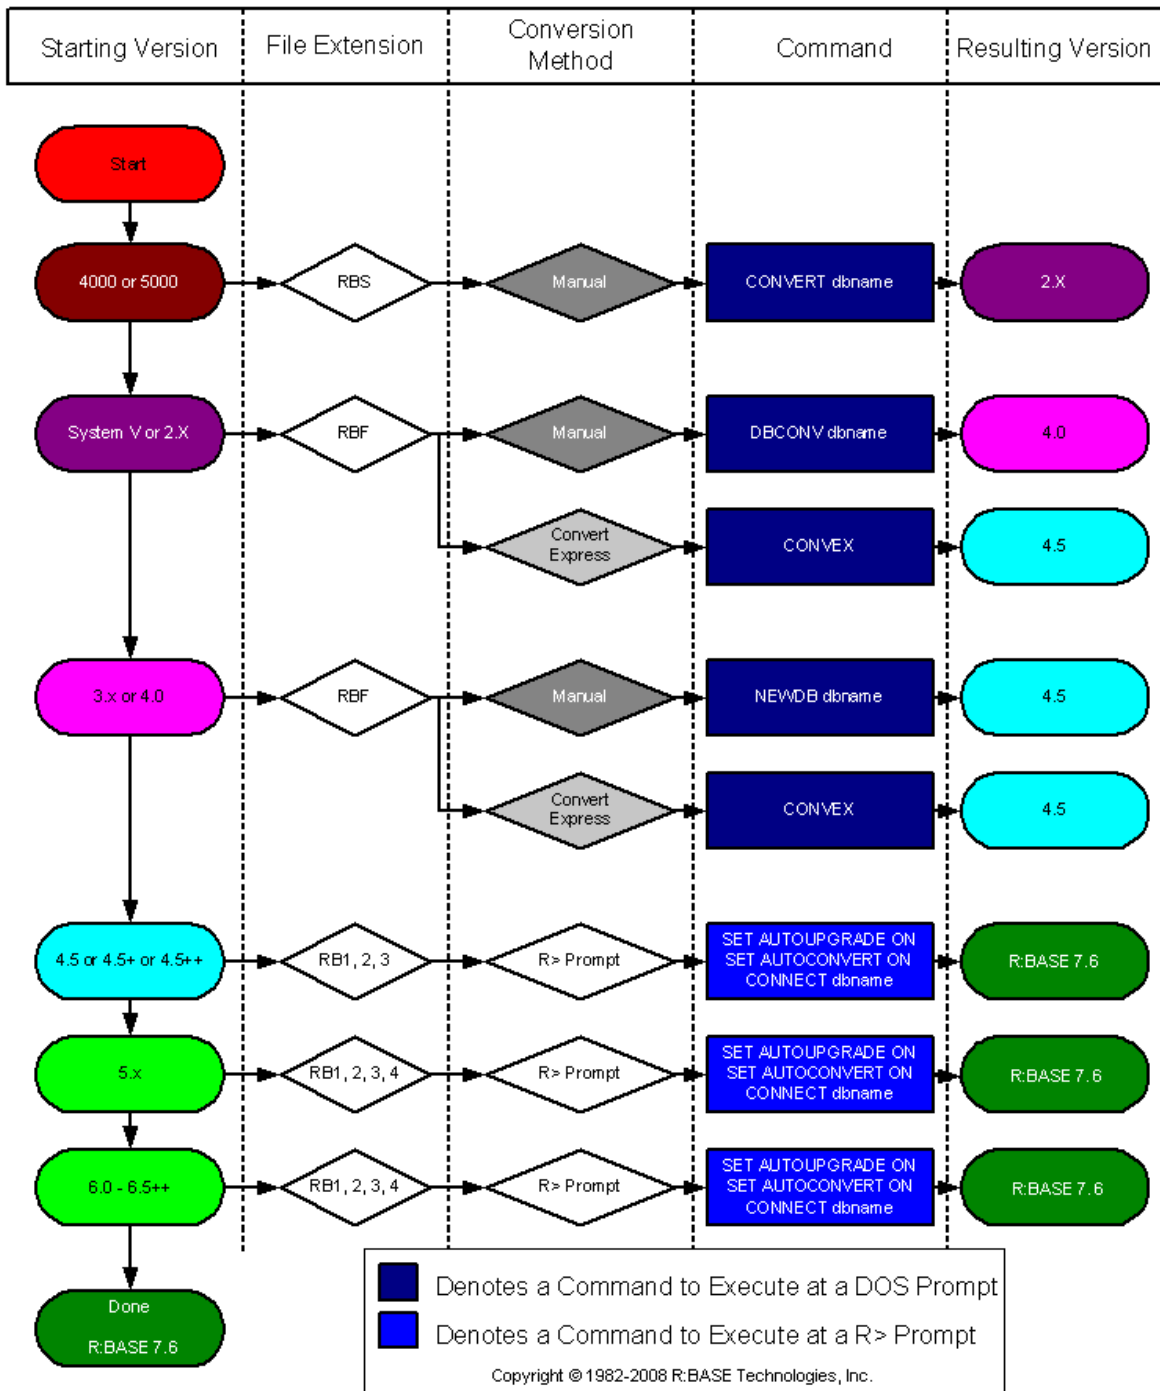 Starting Version
File Extension
Conversion
Method
Command
Resulting Version
Start
4000 or 5000
RBS
Manual
CONVERT dbname
2.X
System V or 2.X
RBF
Manual
DBCONV dbname
4.0
Convert
Express
CONVEX
4.5
3.x or 4.0
RBF
Manual
NEWDB dbname
4.5
Convert
Express
CONVEX
4.5
4.5 or 4.5+ or 4.5++
RB1, 2, 3
R> Prompt
SET AUTOUPGRADE ON
SET AUTOCONVERT ON
CONNECT dbname
R:BASE 7.6
5.x
RB1, 2, 3, 4
R> Prompt
SET AUTOUPGRADE ON
SET AUTOCONVERT ON
CONNECT dbname
R:BASE 7.6
6.0 - 6.5++
RB1, 2, 3, 4
R> Prompt
SET AUTOUPGRADE ON
SET AUTOCONVERT ON
CONNECT dbname
R:BASE 7.6
Done
R:BASE 7.6
Denotes a Command to Execute at a DOS Prompt
Denotes a Command to Execute at a R> Prompt
Copyright © 1982-2008 R:BASE Technologies, Inc.